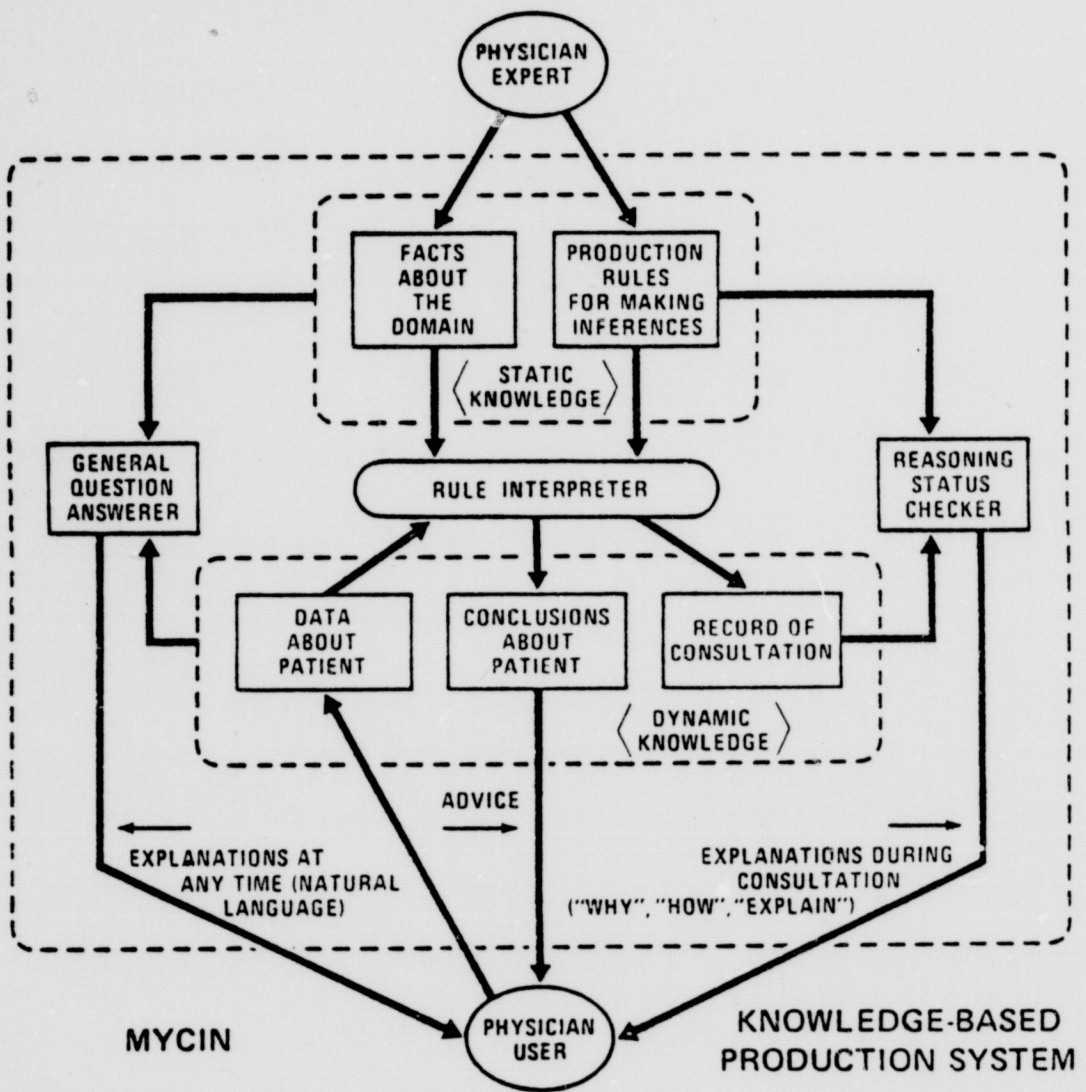 PHYSICIAN
EXPERT
FACTS
ABOUT
THE
DOMAIN
PRODUCTION
RULES
FOR MAKING
INFERENCES
STATIC
KNOWLEDGE
GENERAL
QUESTION
ANSWERER
RULE INTERPRETER
REASONING
STATUS
CHECKER
DATA
ABOUT
PATIENT
CONCLUSIONS
ABOUT
PATIENT
RECORD OF
CONSULTATION
DYNAMIC
KNOWLEDGE
ADVICE
EXPLANATIONS AT
ANY TIME (NATURAL
LANGUAGE)
EXPLANATIONS DURING
CONSULTATION
("WHY", "HOW", "EXPLAIN")
PHYSICIAN
USER
MYCIN
KNOWLEDGE-BASED
PRODUCTION SYSTEM